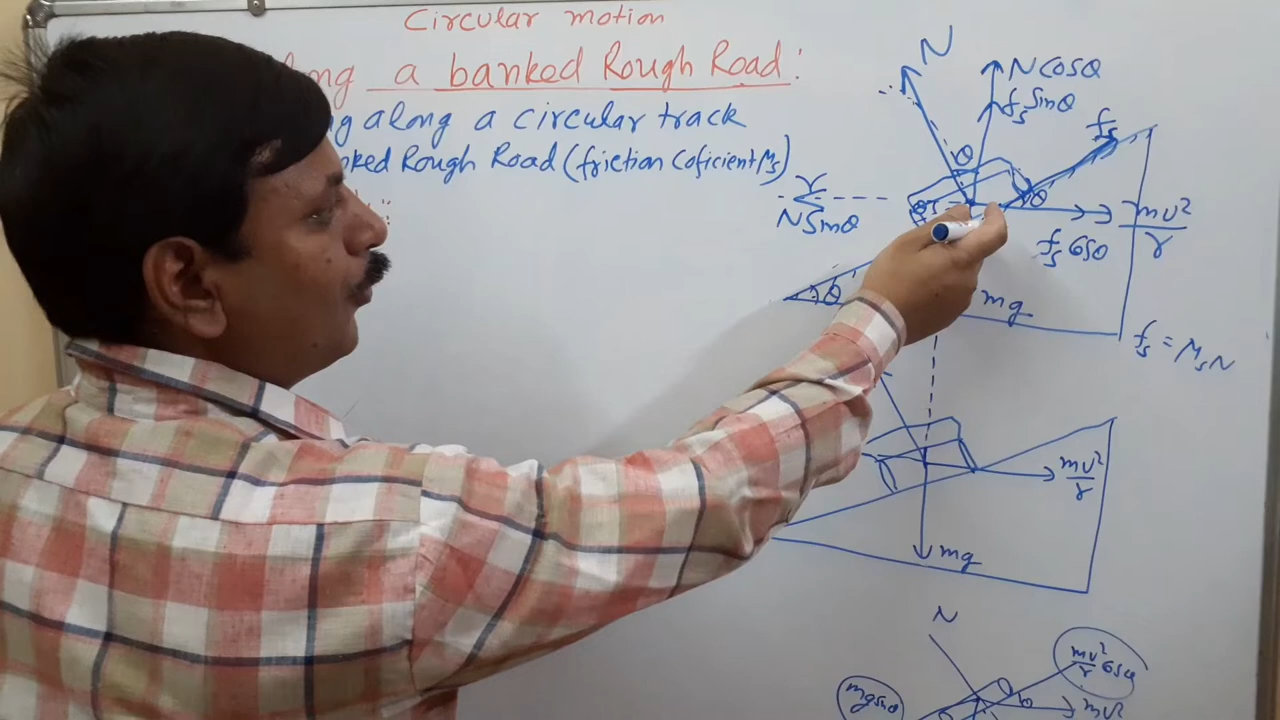 Circular motion
a banked Rough Road:
along a circular track
Rough Road (friction Coficient μs)
N
N cosθ
fs sinθ
fs
θ
θ
r
N Sinθ
mv²/r
fs cosθ
θ
mg
fs = μsN
mv²/r
mg
N
mv²/r cosθ
mg sinθ
θ
mv²